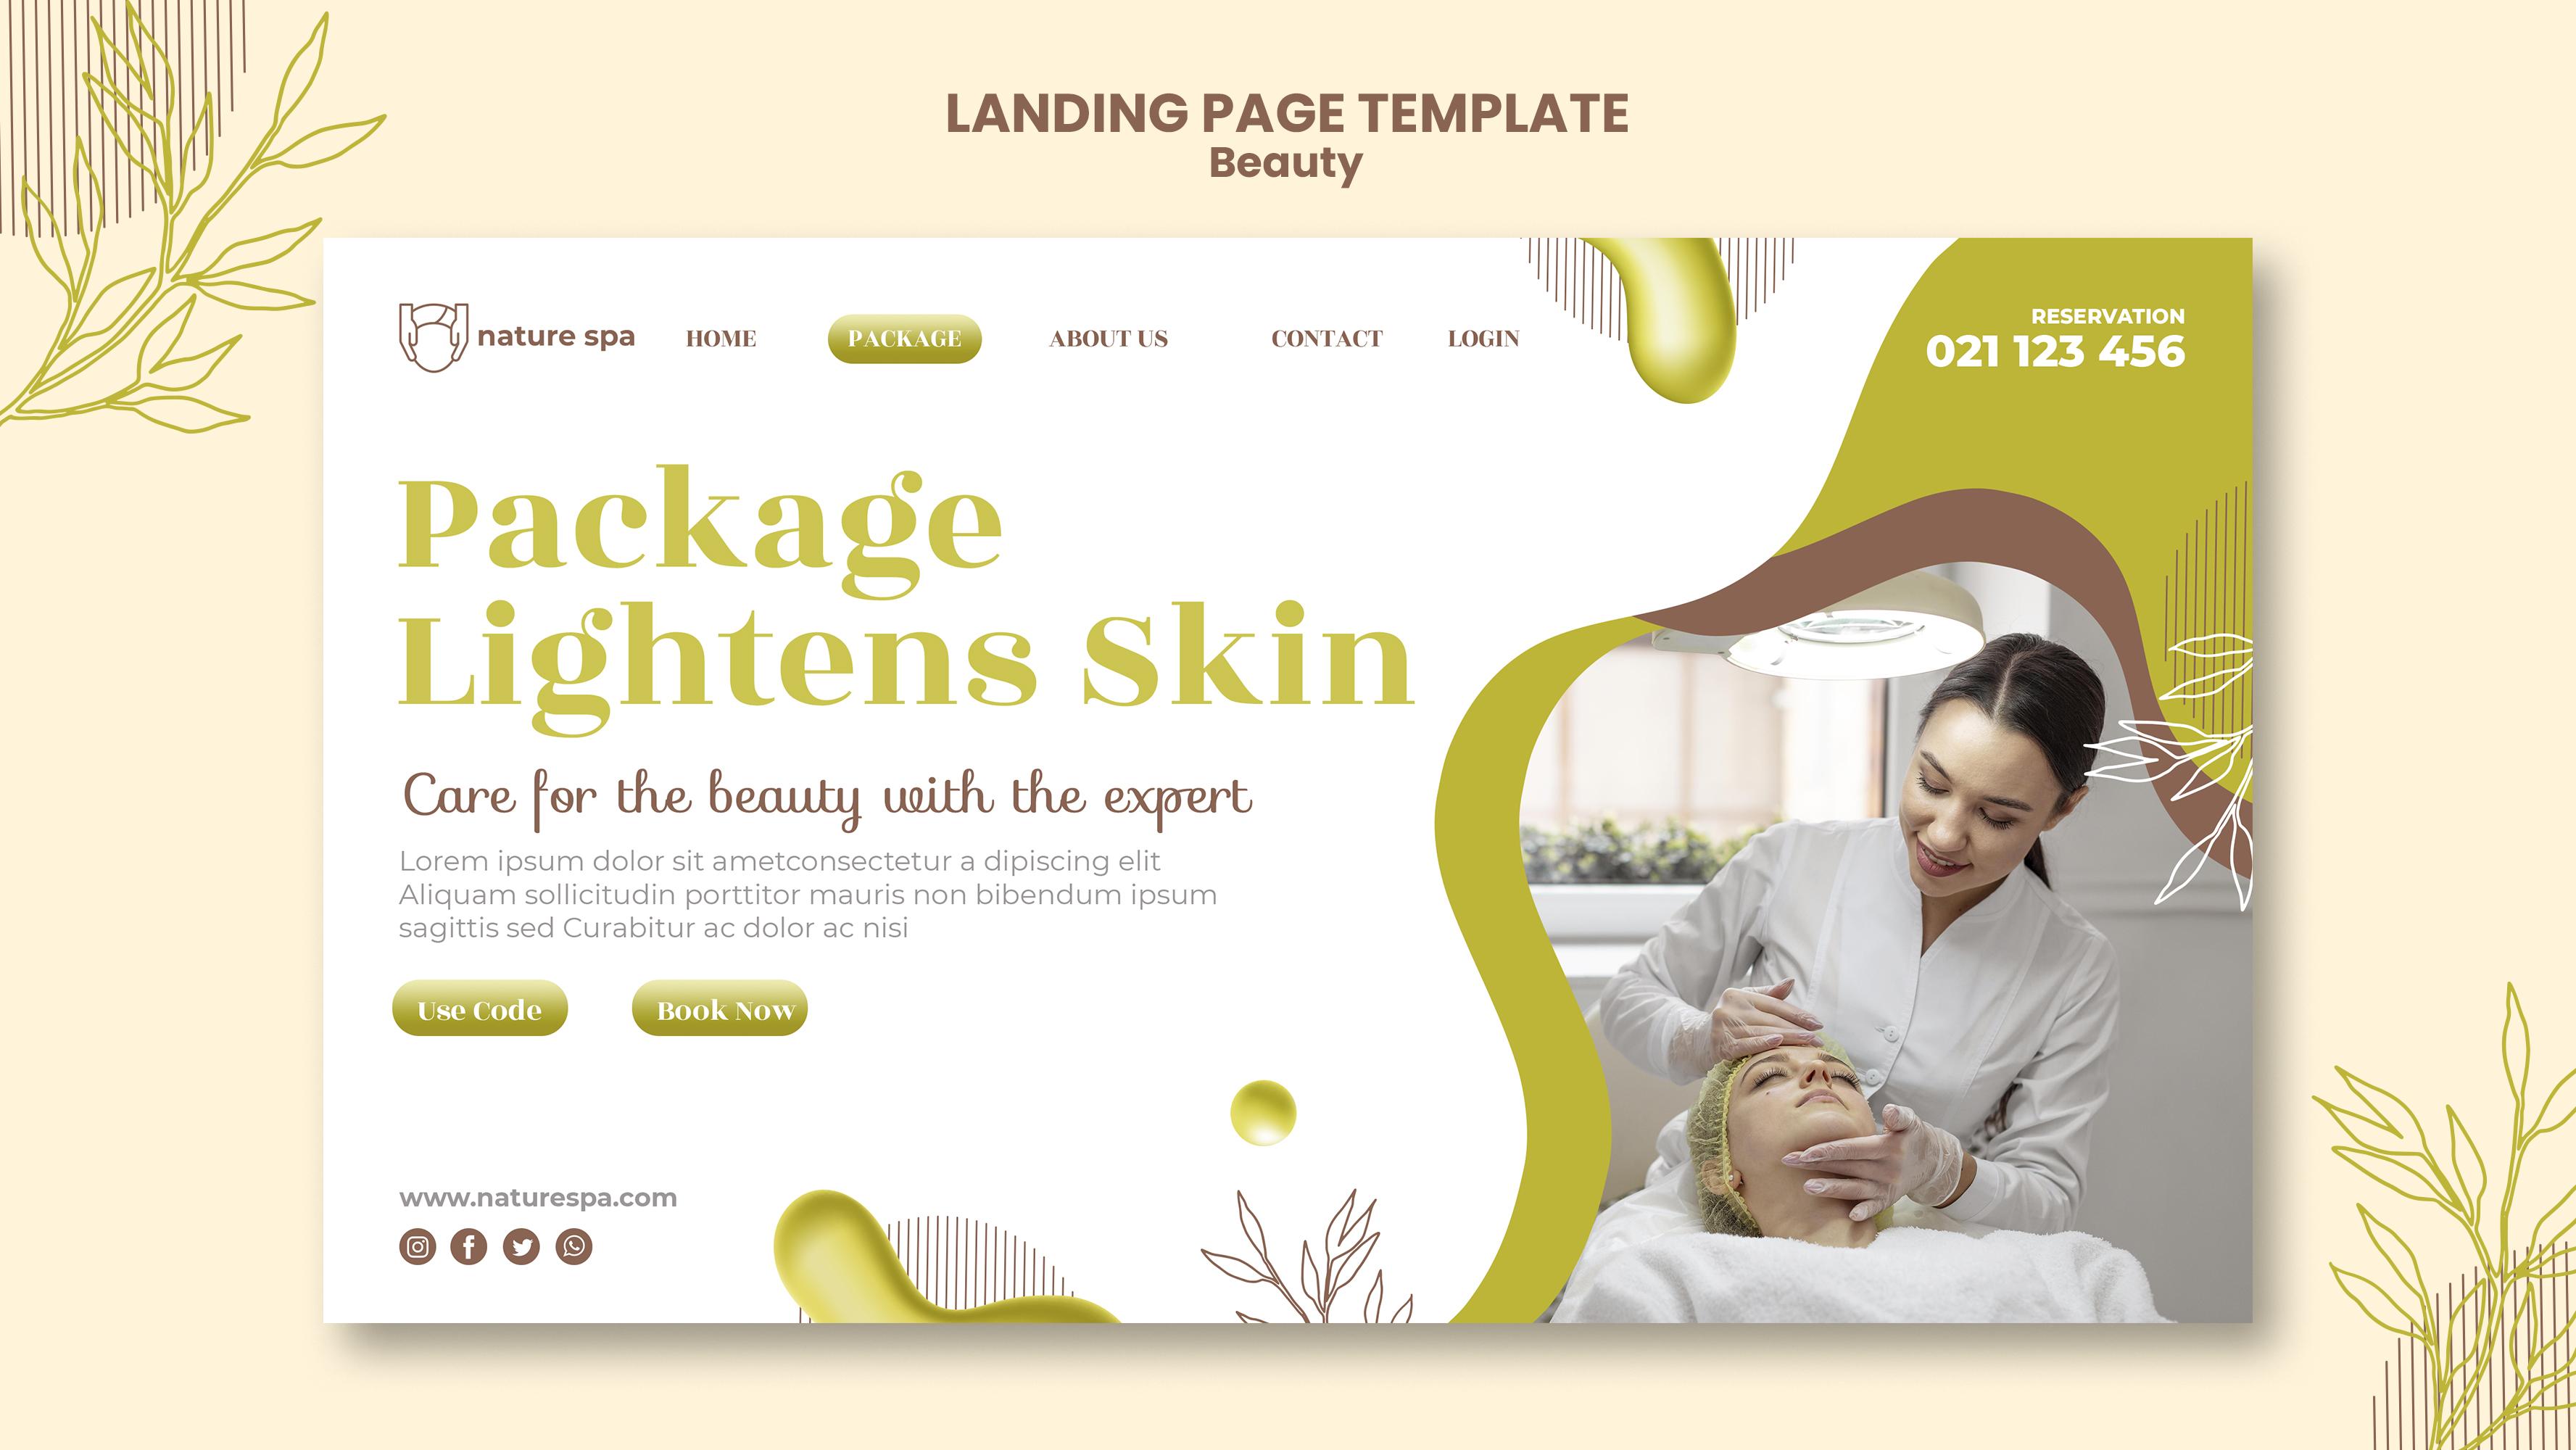 LANDING PAGE TEMPLATE
Beauty
nature spa
HOME
PACKAGE
ABOUT US
CONTACT
LOGIN
RESERVATION
021 123 456
Package
Lightens Skin
Care for the beauty with the expert
Lorem ipsum dolor sit ametconsectetur a dipiscing elit
Aliquam sollicitudin porttitor mauris non bibendum ipsum
sagittis sed Curabitur ac dolor ac nisi
Use Code
Book Now
www.naturespa.com